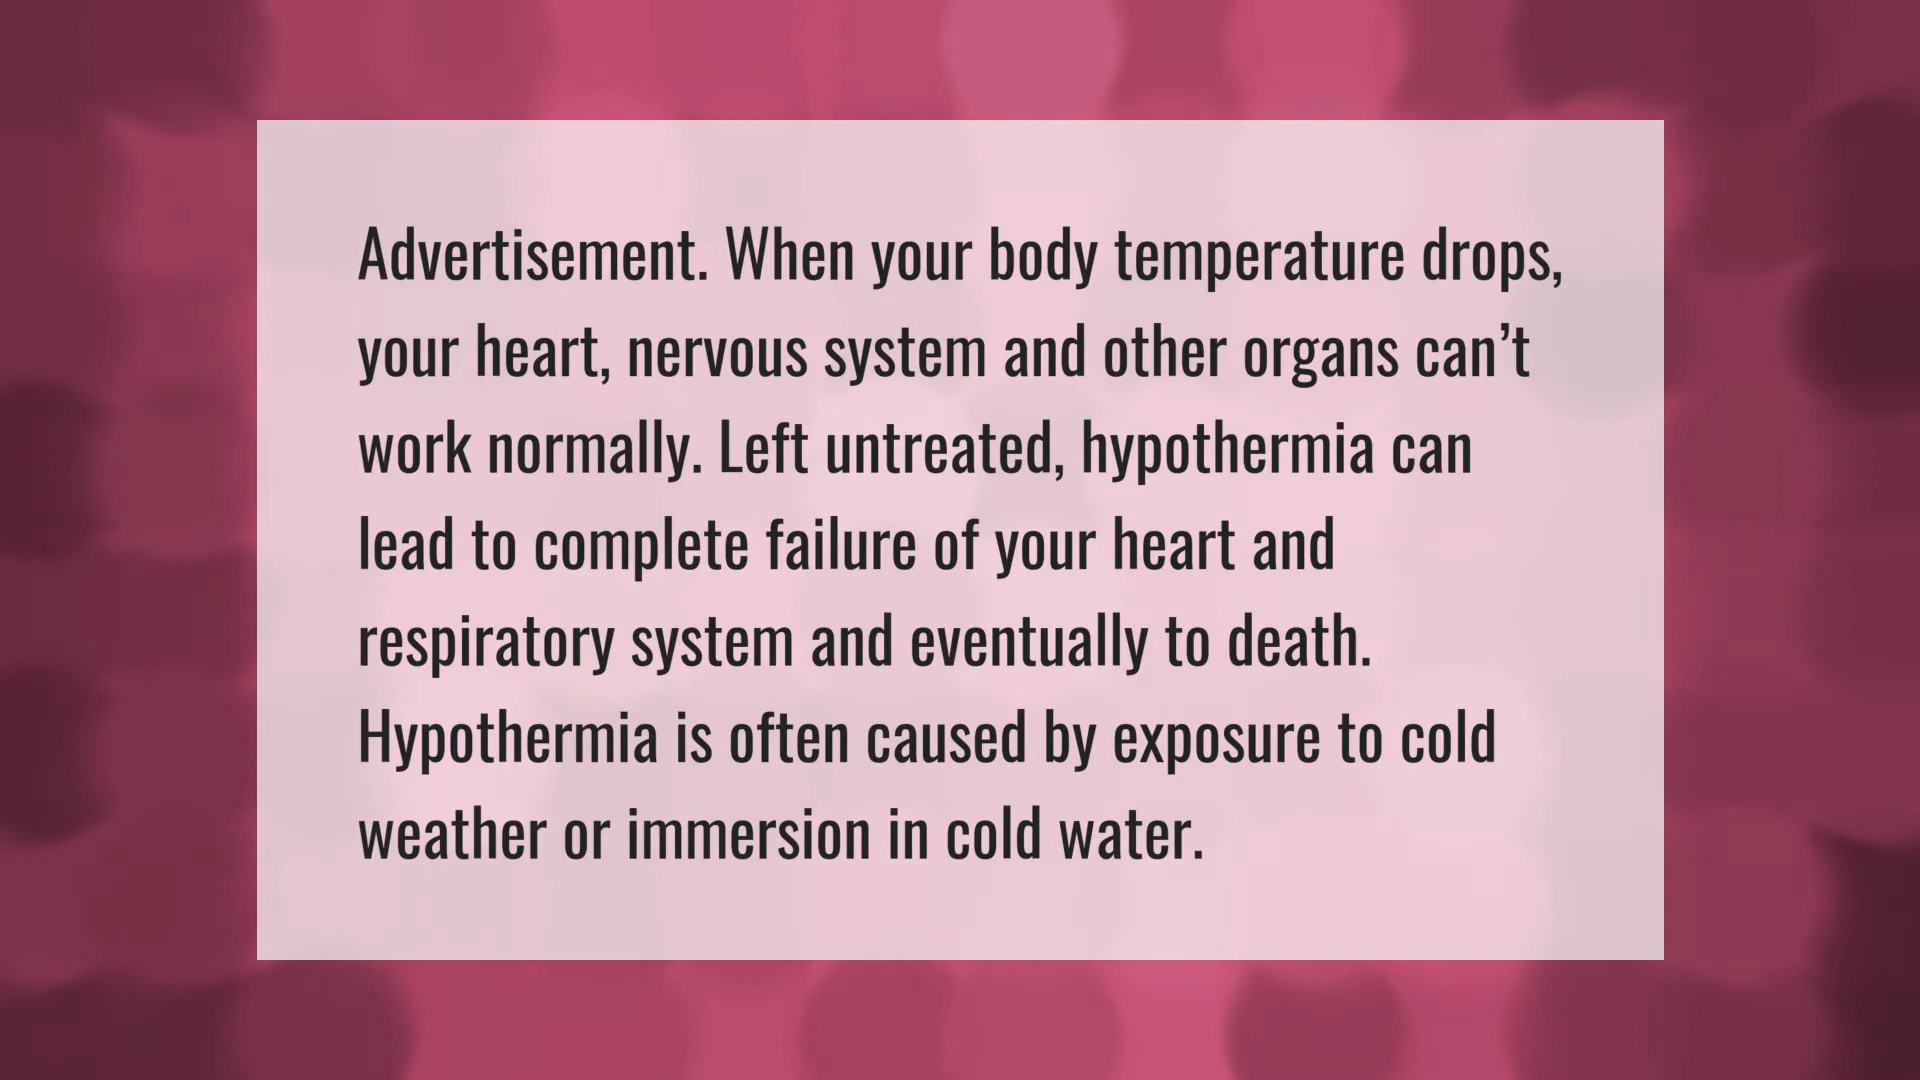 Advertisement. When your body temperature drops,
your heart, nervous system and other organs can’t
work normally. Left untreated, hypothermia can
lead to complete failure of your heart and
respiratory system and eventually to death.
Hypothermia is often caused by exposure to cold
weather or immersion in cold water.